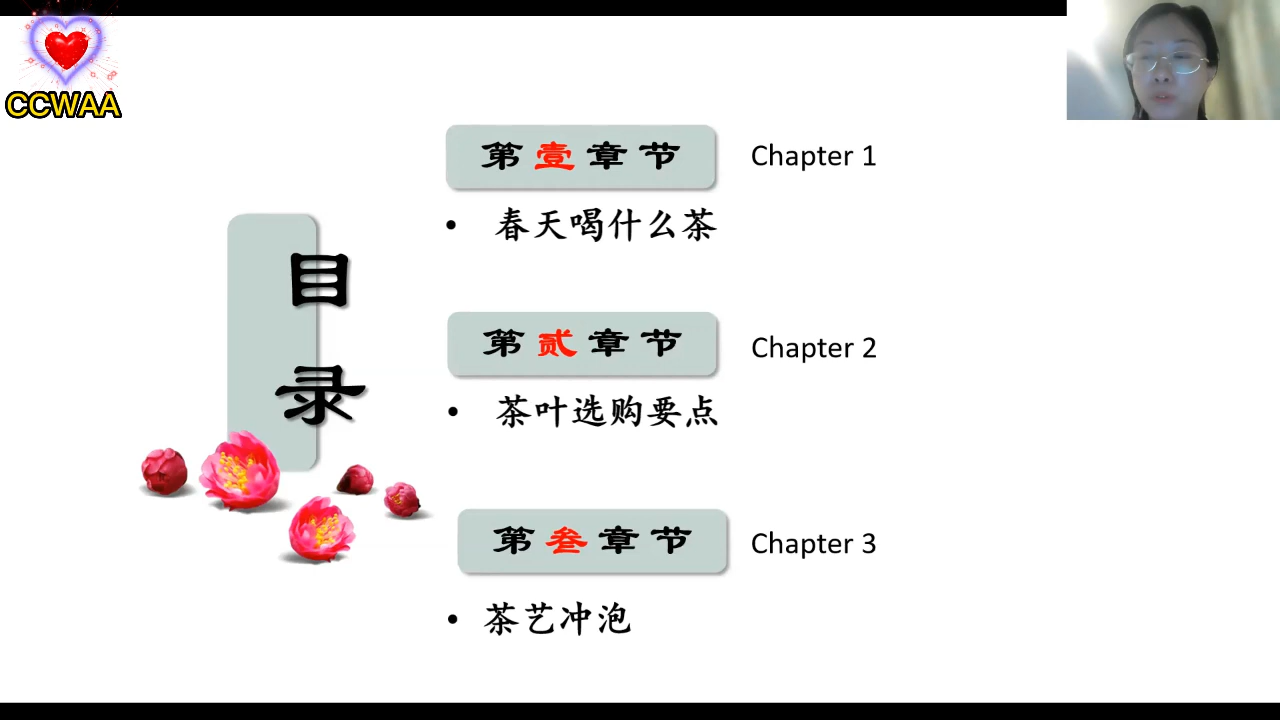 CCWAA
目录
第壹章节 Chapter 1
• 春天喝什么茶
第贰章节 Chapter 2
• 茶叶选购要点
第叁章节 Chapter 3
• 茶艺冲泡